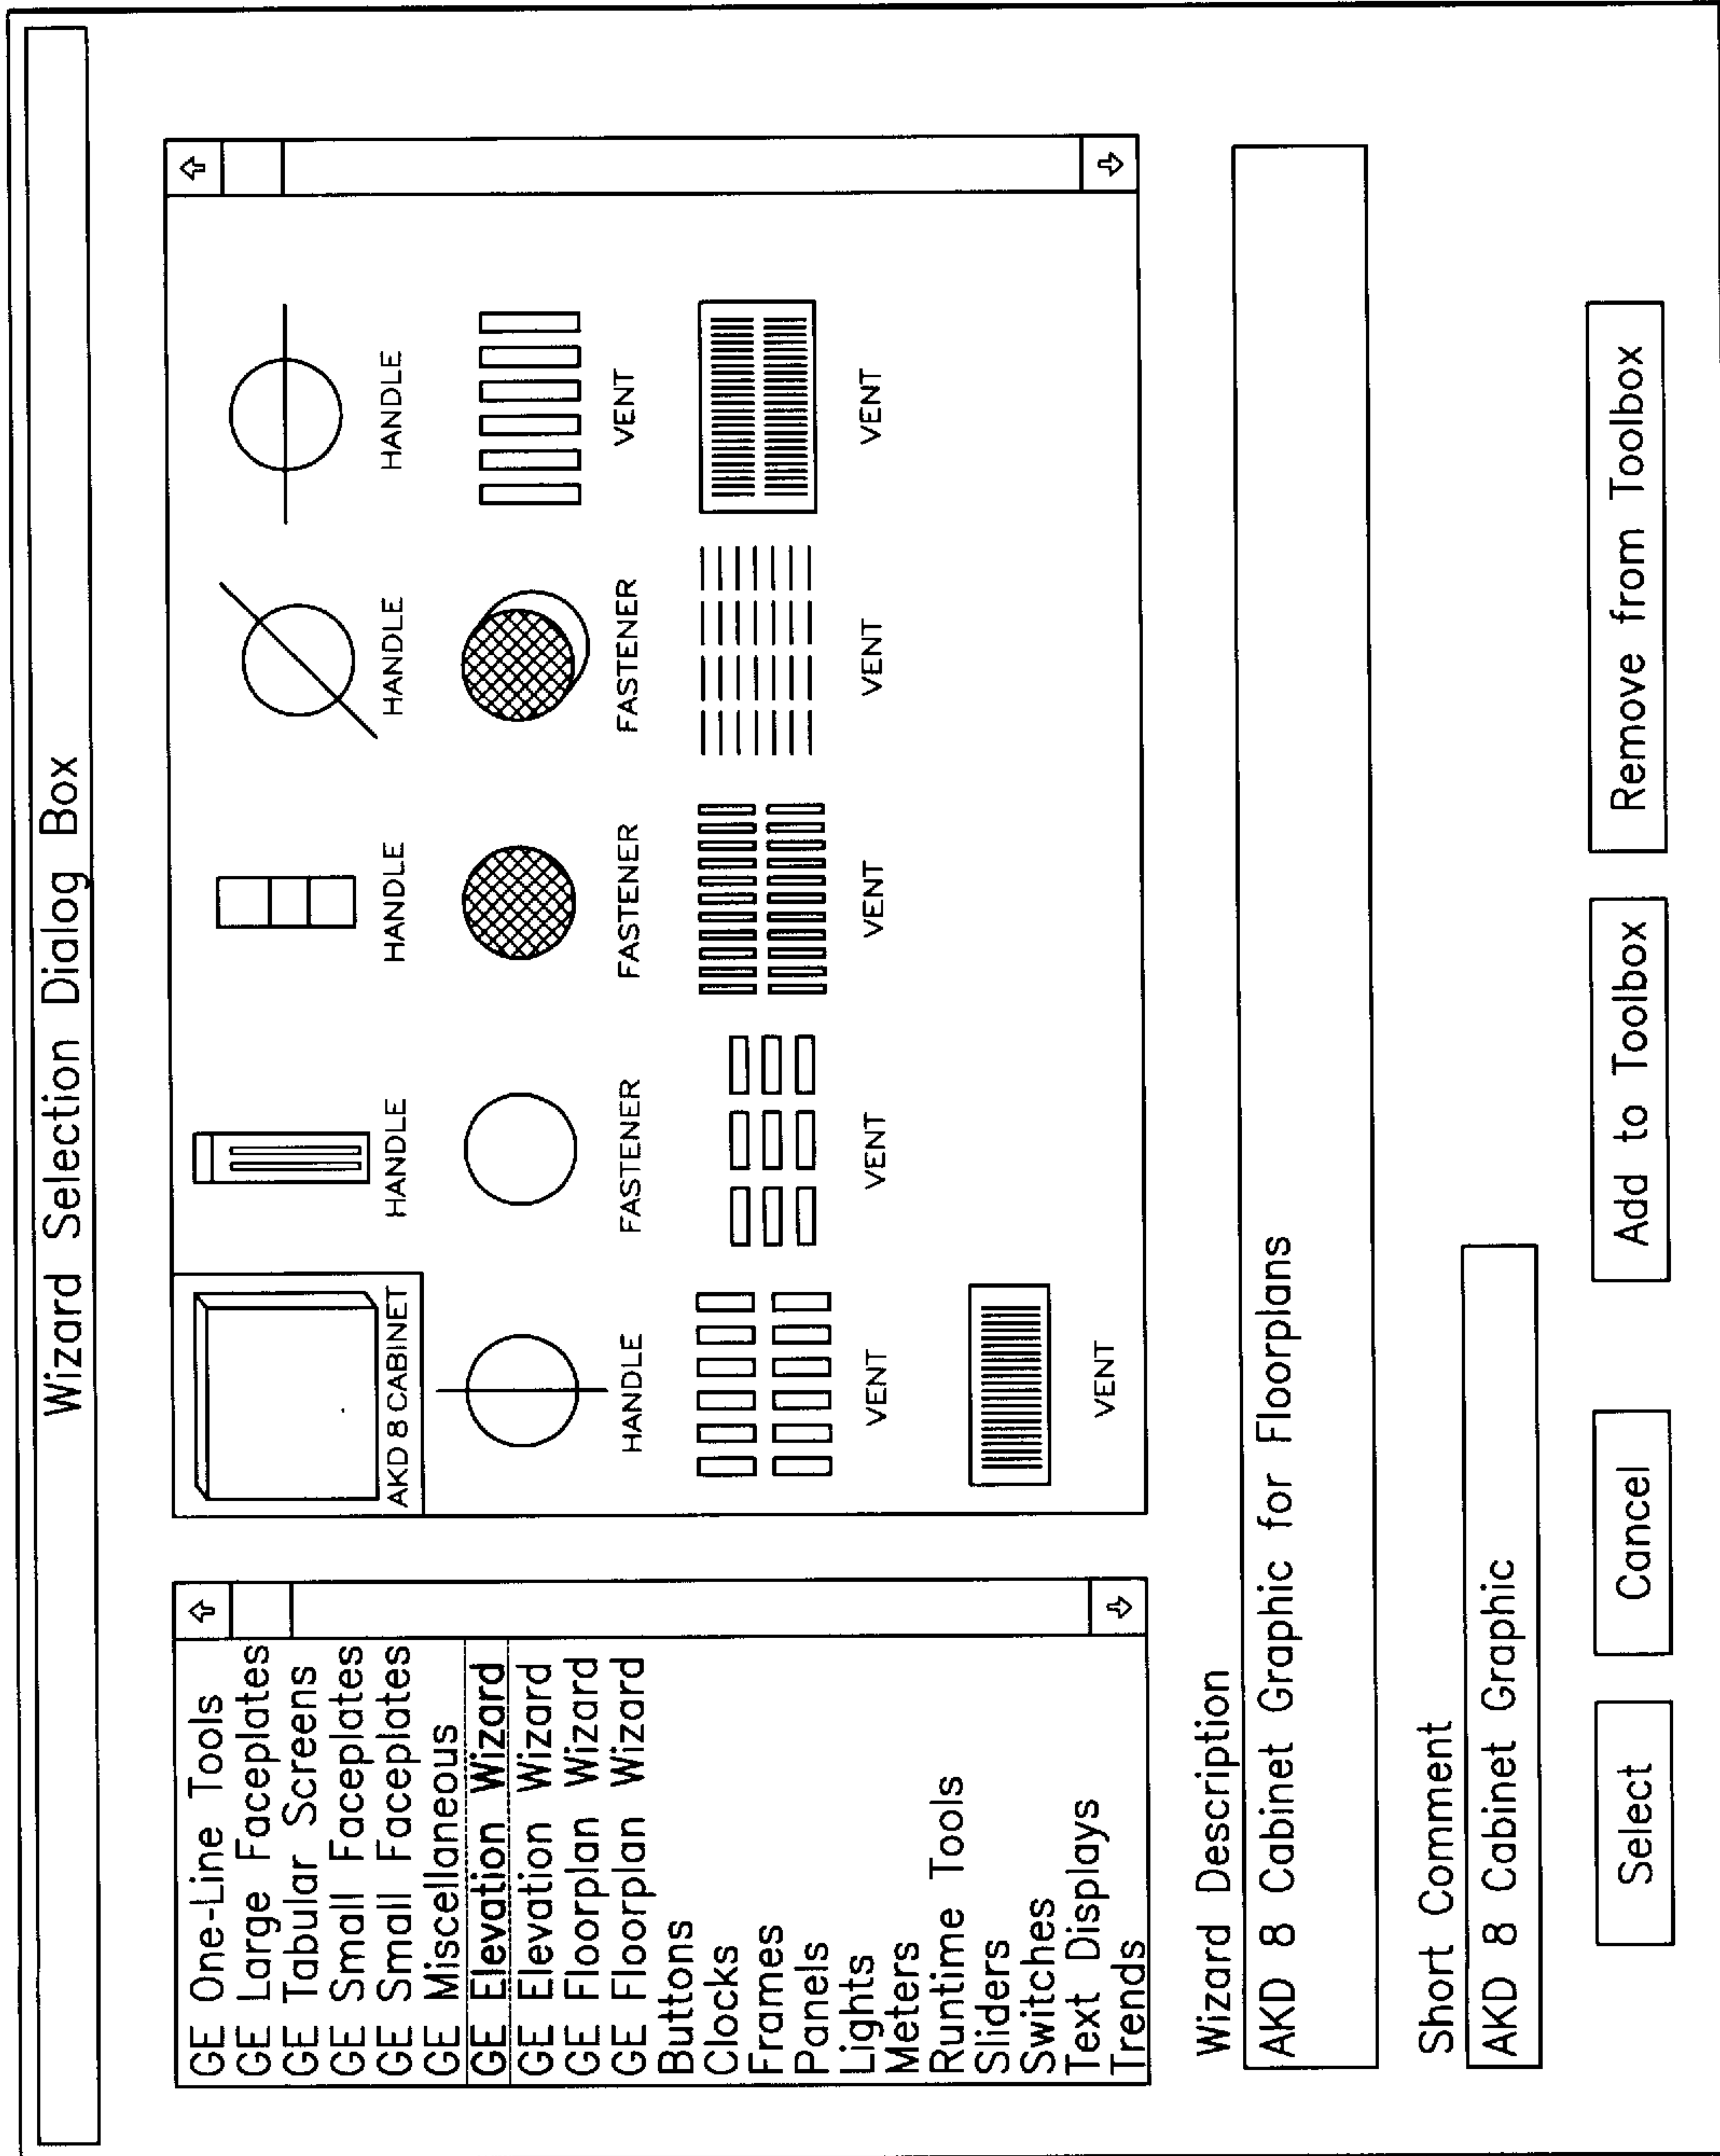 Wizard Selection Dialog Box
GE One-Line Tools
GE Large Faceplates
GE Tabular Screens
GE Small Faceplates
GE Small Faceplates
GE Miscellaneous
GE Elevation Wizard
GE Elevation Wizard
GE Floorplan Wizard
GE Floorplan Wizard
Buttons
Clocks
Frames
Panels
Lights
Meters
Runtime Tools
Sliders
Switches
Text Displays
Trends
AKD 8 CABINET HANDLE HANDLE HANDLE HANDLE
HANDLE FASTENER FASTENER FASTENER VENT
VENT VENT VENT VENT VENT
VENT
Wizard Description
AKD 8 Cabinet Graphic for Floorplans
Short Comment
AKD 8 Cabinet Graphic
Select Cancel Add to Toolbox Remove from Toolbox